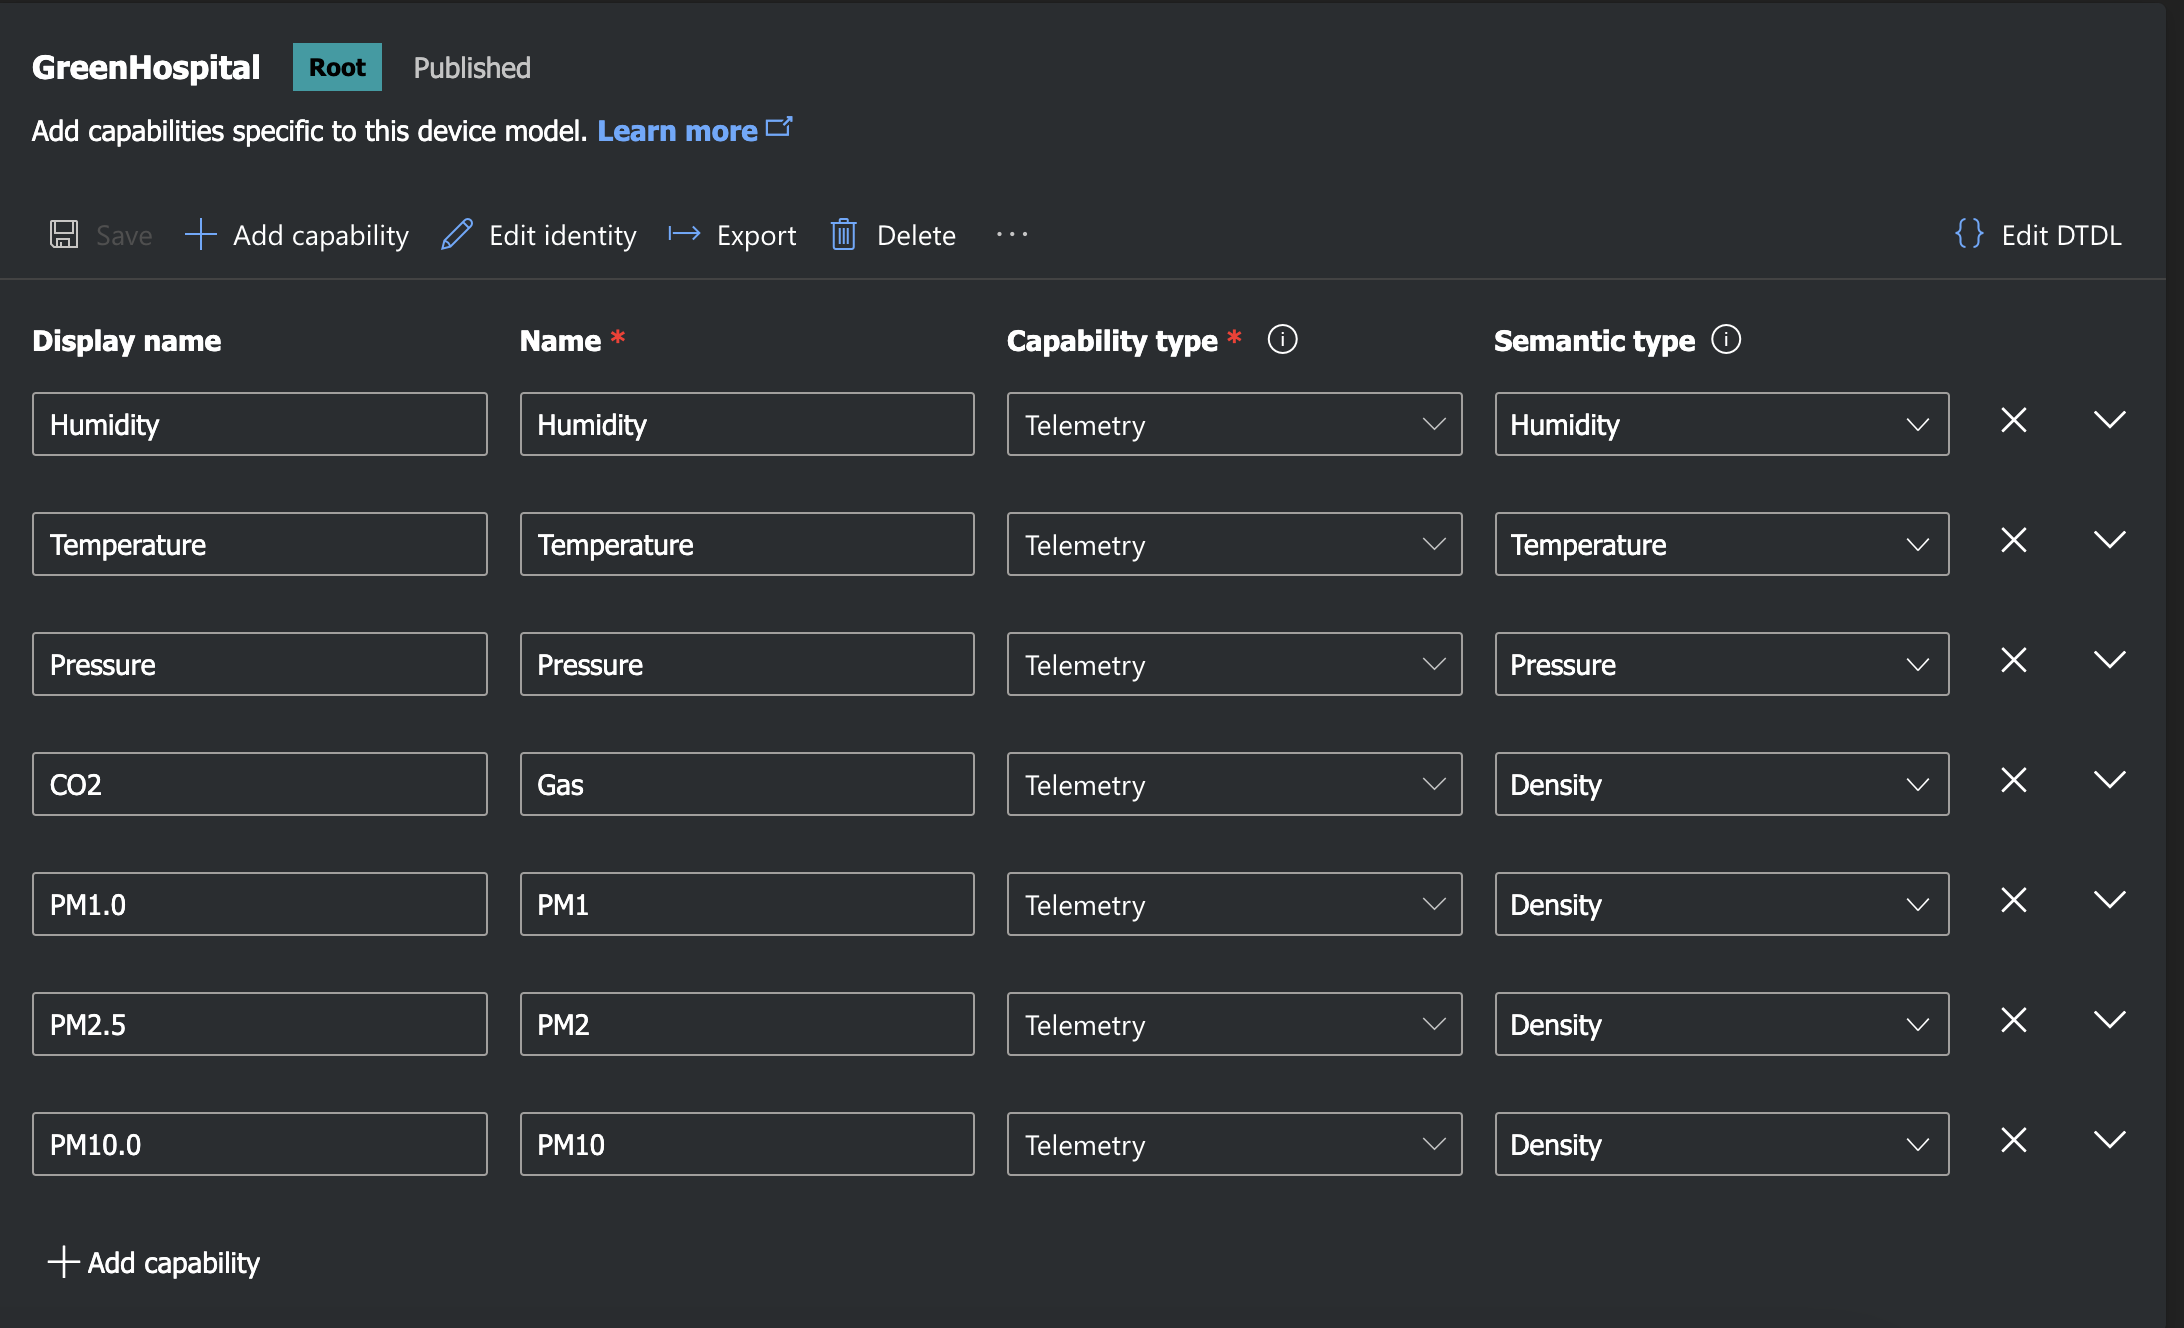 GreenHospital Root Published
Add capabilities specific to this device model. Learn more
Save Add capability Edit identity Export Delete ... {} Edit DTDL
Display name Name * Capability type * Semantic type
Humidity Humidity Telemetry Humidity
Temperature Temperature Telemetry Temperature
Pressure Pressure Telemetry Pressure
CO2 Gas Telemetry Density
PM1.0 PM1 Telemetry Density
PM2.5 PM2 Telemetry Density
PM10.0 PM10 Telemetry Density
Add capability